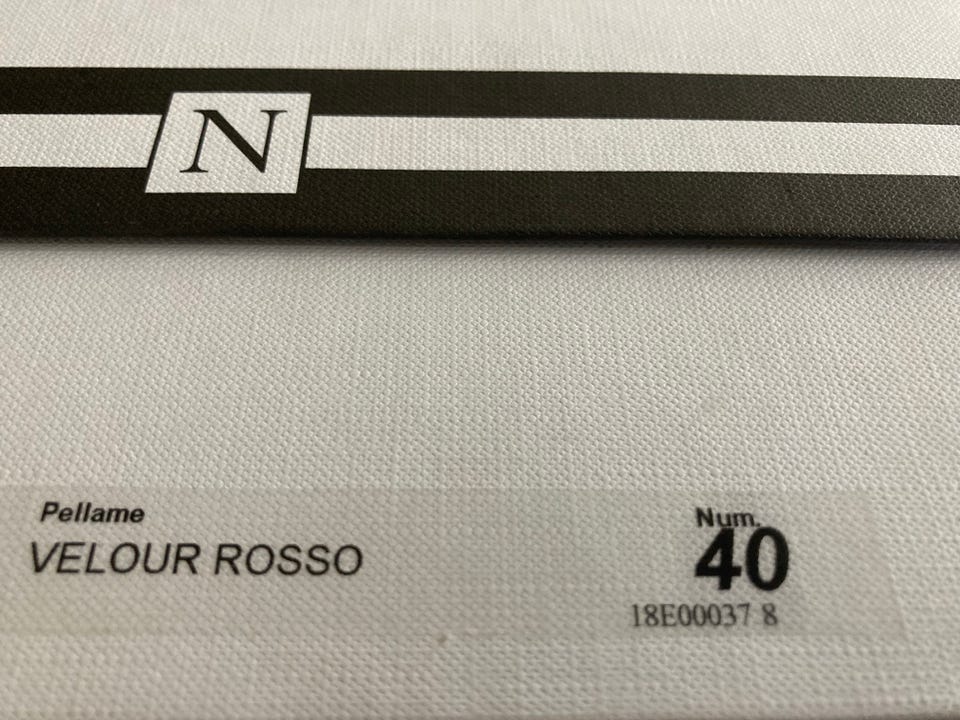 N
Pellame
VELOUR ROSSO
Num.
40
18E00037 8